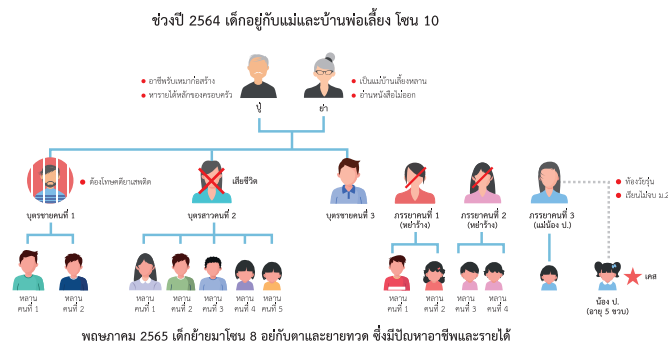 ช่วงปี 2564 เด็กอยู่กับแม่และบ้านพ่อเลี้ยง โซน 10
อาชีพรับเหมาก่อสร้าง
หารายได้หลักของครอบครัว
ปู่
ย่า
เป็นแม่บ้านเลี้ยงหลาน
อ่านหนังสือไม่ออก
ต้องโทษคดียาเสพติด
เสียชีวิต
ท้องวัยรุ่น
เรียนไม่จบ ม.2
บุตรชายคนที่ 1
บุตรสาวคนที่ 2
บุตรชายคนที่ 3
ภรรยาคนที่ 1
(หย่าร้าง)
ภรรยาคนที่ 2
(หย่าร้าง)
ภรรยาคนที่ 3
(แม่น้อง ป.)
หลาน
คนที่ 1
หลาน
คนที่ 2
หลาน
คนที่ 1
หลาน
คนที่ 2
หลาน
คนที่ 3
หลาน
คนที่ 4
หลาน
คนที่ 5
หลาน
คนที่ 1
หลาน
คนที่ 2
หลาน
คนที่ 3
หลาน
คนที่ 4
น้อง ป.
(อายุ 5 ขวบ)
เคส
พฤษภาคม 2565 เด็กย้ายมาโซน 8 อยู่กับตาและยายทวด ซึ่งมีปัญหาอาชีพและรายได้